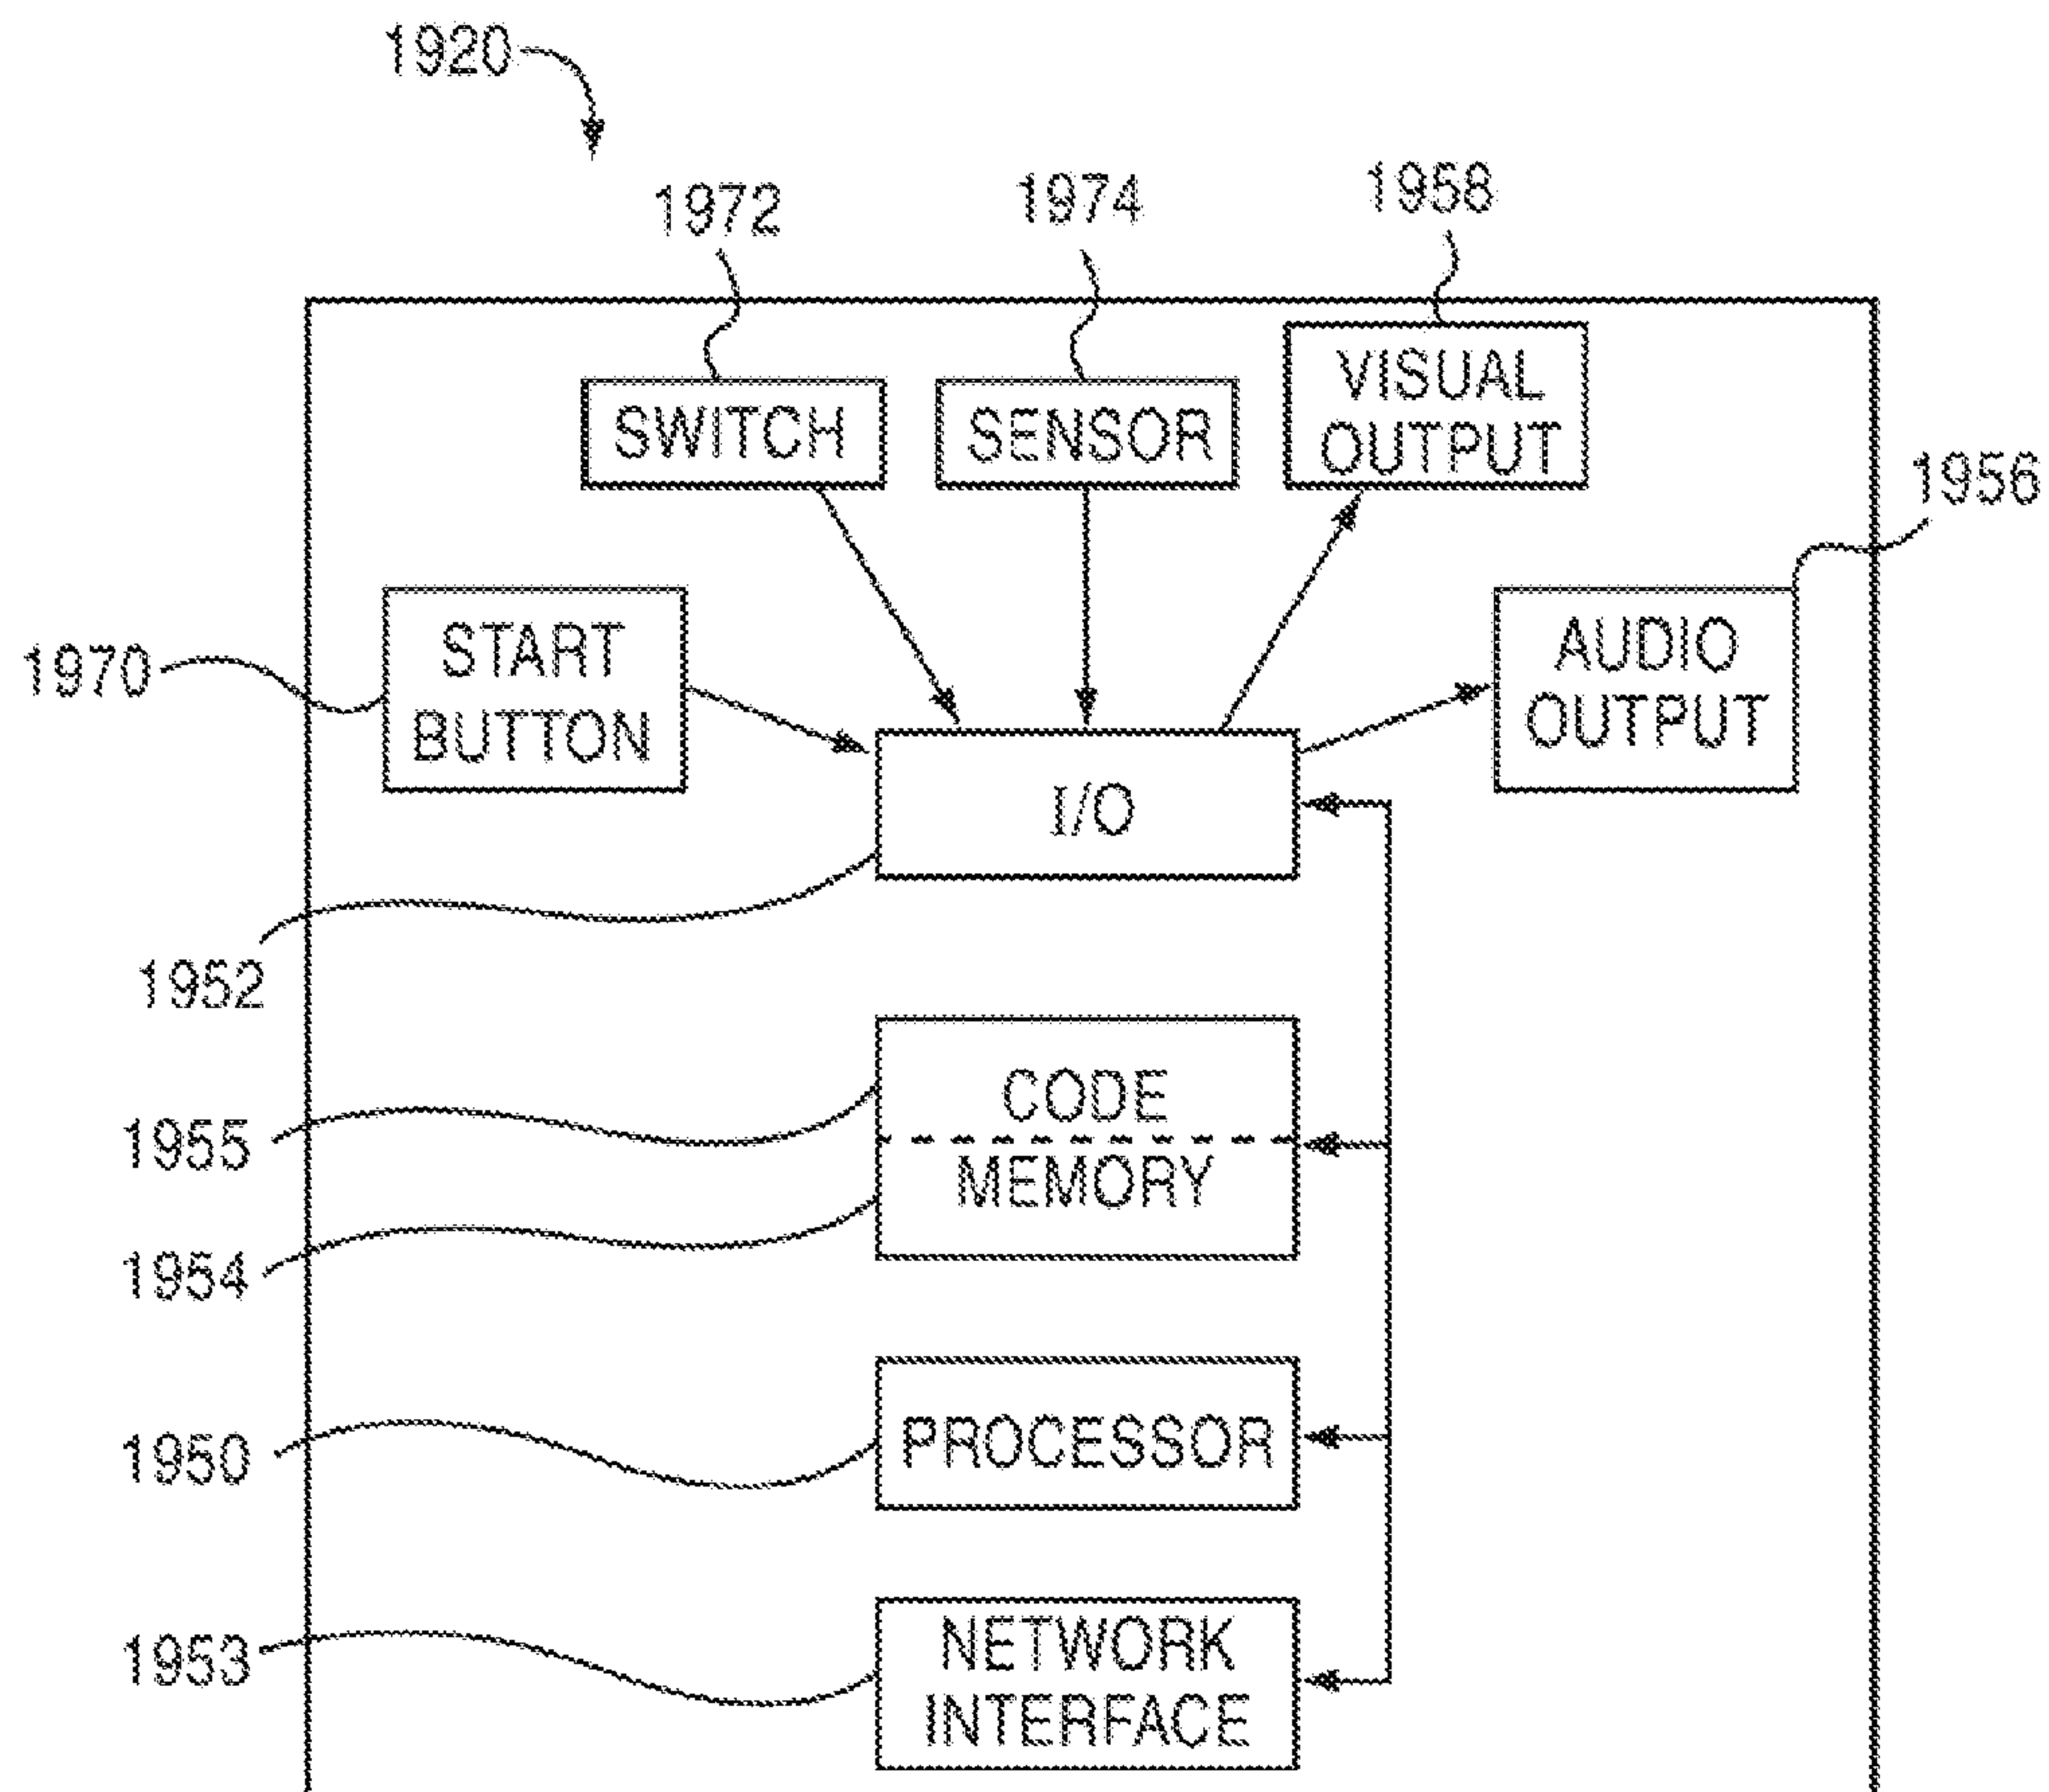 1920
1972
1974
1958
SWITCH
SENSOR
VISUAL
OUTPUT
1956
1970
START
BUTTON
AUDIO
OUTPUT
I/O
1952
CODE
1955
MEMORY
1954
PROCESSOR
1950
NETWORK
INTERFACE
1953